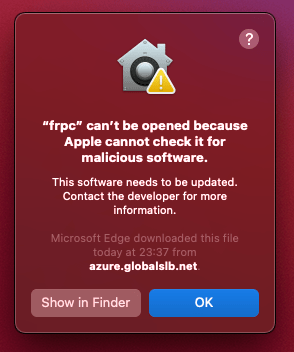 ?
“frpc” can’t be opened because
Apple cannot check it for
malicious software.
This software needs to be updated.
Contact the developer for more
information.
Microsoft Edge downloaded this file
today at 23:37 from
azure.globalslb.net.
Show in Finder
OK